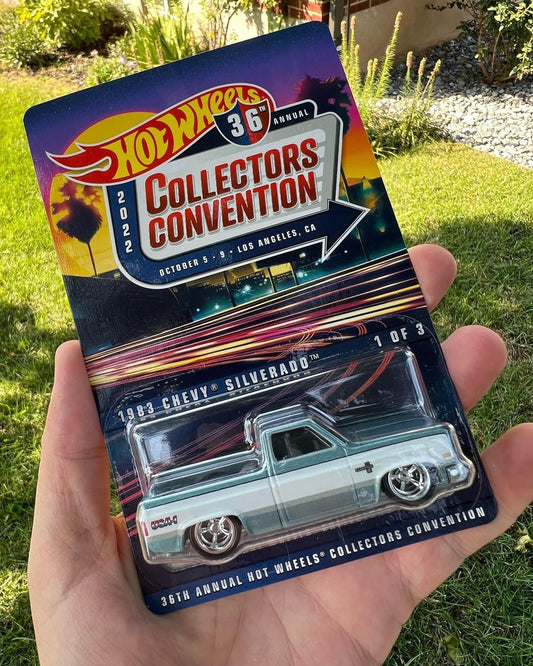 HOT WHEELS
36TH ANNUAL
2022
COLLECTORS
CONVENTION
OCTOBER 5 - 9 • LOS ANGELES, CA
1983 CHEVY® SILVERADO™ 1 OF 3
36TH ANNUAL HOT WHEELS® COLLECTORS CONVENTION